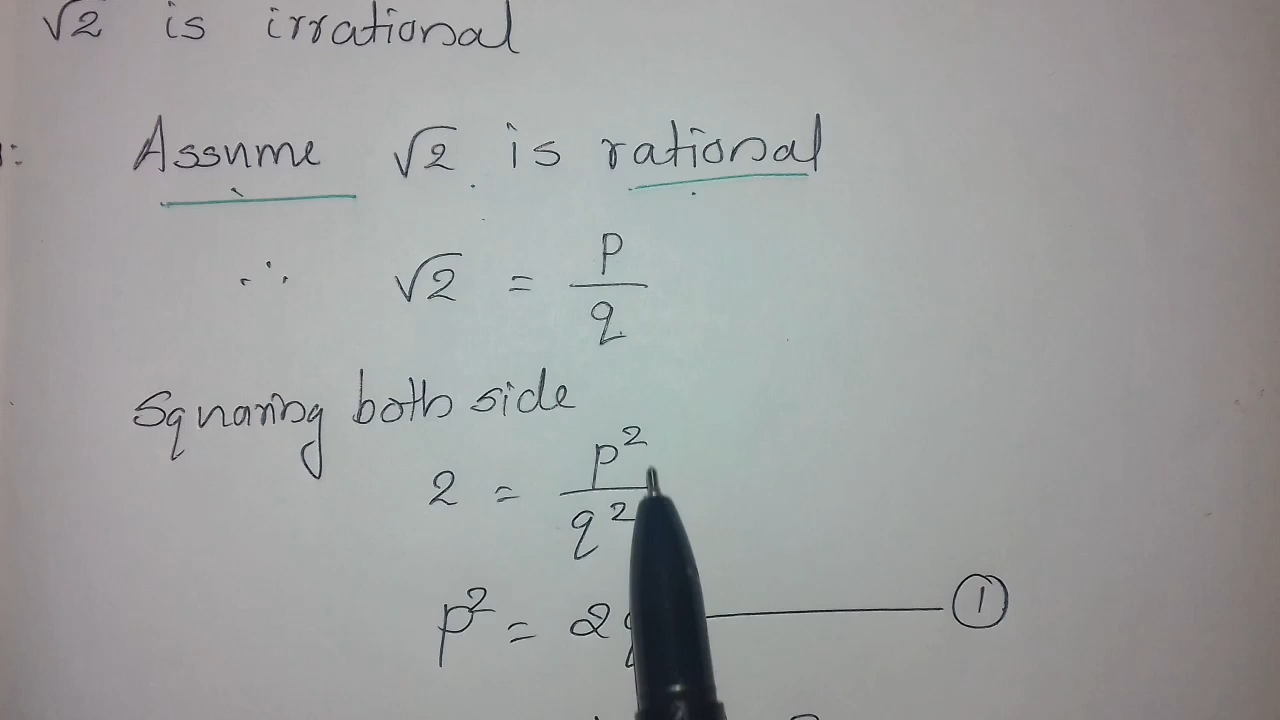 √2 is irrational
Assume √2 is rational
∴ √2 = p/q
Squaring both side
2 = p²/q²
p² = 2 ①